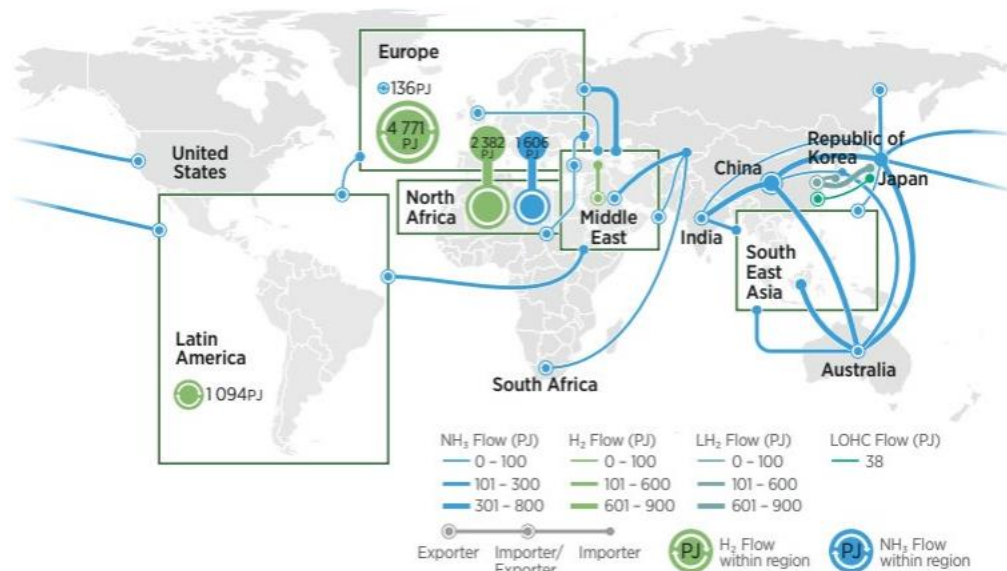 Europe
136PJ
4 771
PJ
2 382
PJ
1 606
PJ
United
States
North
Africa
Middle
East
China
Republic of
Korea
Japan
India
South
East
Asia
Latin
America
1 094PJ
South Africa
Australia
NH₃ Flow (PJ)
0 – 100
101 – 300
301 – 800
H₂ Flow (PJ)
0 – 100
101 – 600
601 – 900
LH₂ Flow (PJ)
0 – 100
101 – 600
601 – 900
LOHC Flow (PJ)
38
Exporter
Importer/
Exporter
Importer
PJ
H₂ Flow
within region
PJ
NH₃ Flow
within region